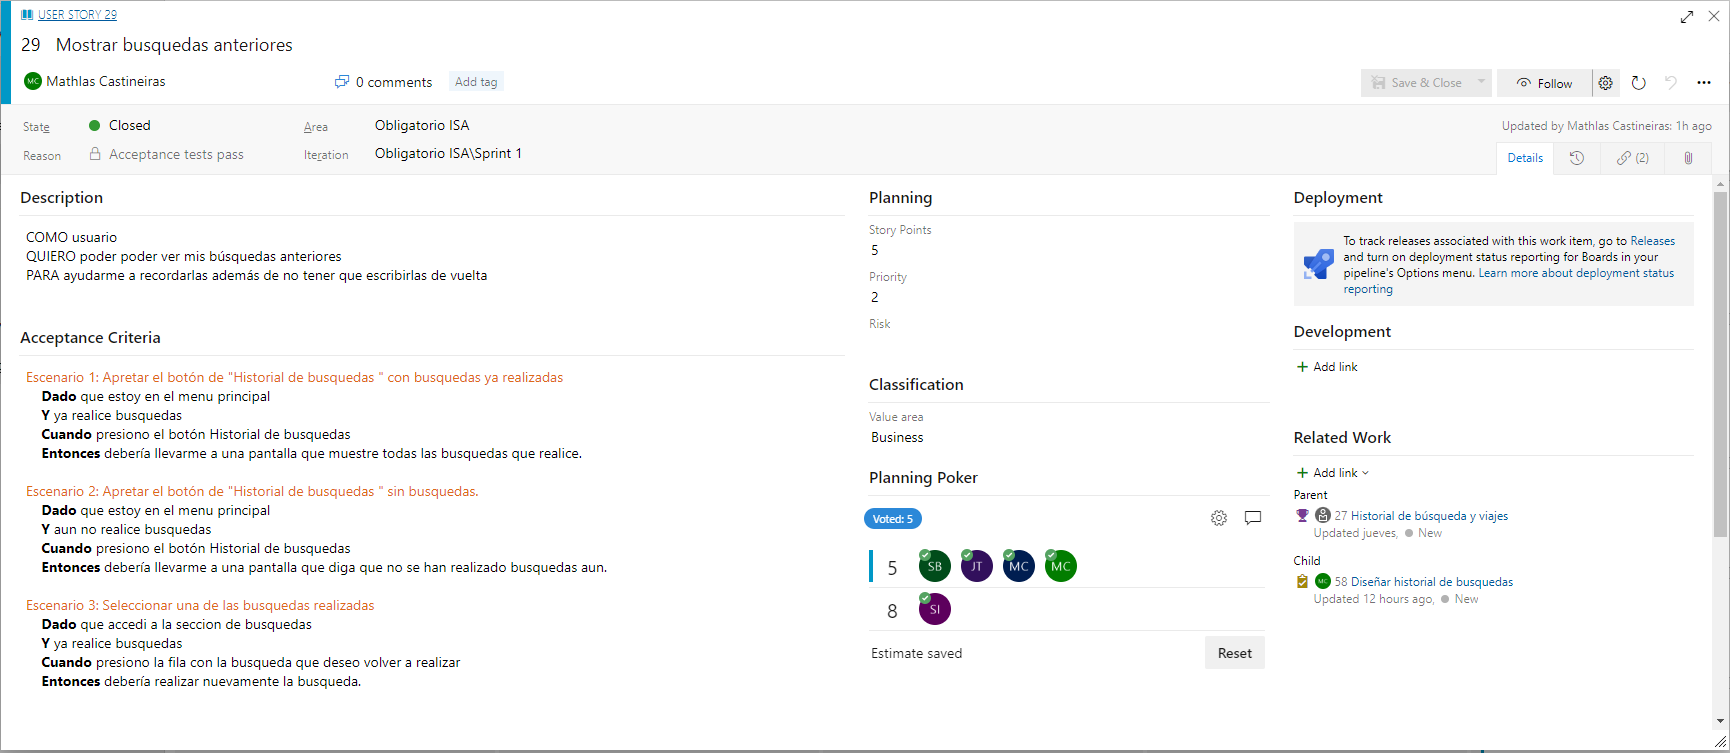 USER STORY 29
29 Mostrar busquedas anteriores
MC Mathlas Castineiras
0 comments
Add tag
Save & Close
Follow
State
Closed
Area
Obligatorio ISA
Updated by Mathlas Castineiras: 1h ago
Reason
Acceptance tests pass
Iteration
Obligatorio ISA\Sprint 1
Details
(2)
Description
COMO usuario
QUIERO poder poder ver mis búsquedas anteriores
PARA ayudarme a recordarlas además de no tener que escribirlas de vuelta
Acceptance Criteria
Escenario 1: Apretar el botón de "Historial de busquedas " con busquedas ya realizadas
Dado que estoy en el menu principal
Y ya realice busquedas
Cuando presiono el botón Historial de busquedas
Entonces debería llevarme a una pantalla que muestre todas las busquedas que realice.
Escenario 2: Apretar el botón de "Historial de busquedas " sin busquedas.
Dado que estoy en el menu principal
Y aun no realice busquedas
Cuando presiono el botón Historial de busquedas
Entonces debería llevarme a una pantalla que diga que no se han realizado busquedas aun.
Escenario 3: Seleccionar una de las busquedas realizadas
Dado que accedi a la seccion de busquedas
Y ya realice busquedas
Cuando presiono la fila con la busqueda que deseo volver a realizar
Entonces debería realizar nuevamente la busqueda.
Planning
Story Points
5
Priority
2
Risk
Classification
Value area
Business
Planning Poker
Voted: 5
5 SB JT MC MC
8 SI
Estimate saved
Reset
Deployment
To track releases associated with this work item, go to Releases
and turn on deployment status reporting for Boards in your
pipeline's Options menu. Learn more about deployment status
reporting
Development
Add link
Related Work
Add link
Parent
27 Historial de búsqueda y viajes
Updated jueves, New
Child
MC 58 Diseñar historial de busquedas
Updated 12 hours ago, New